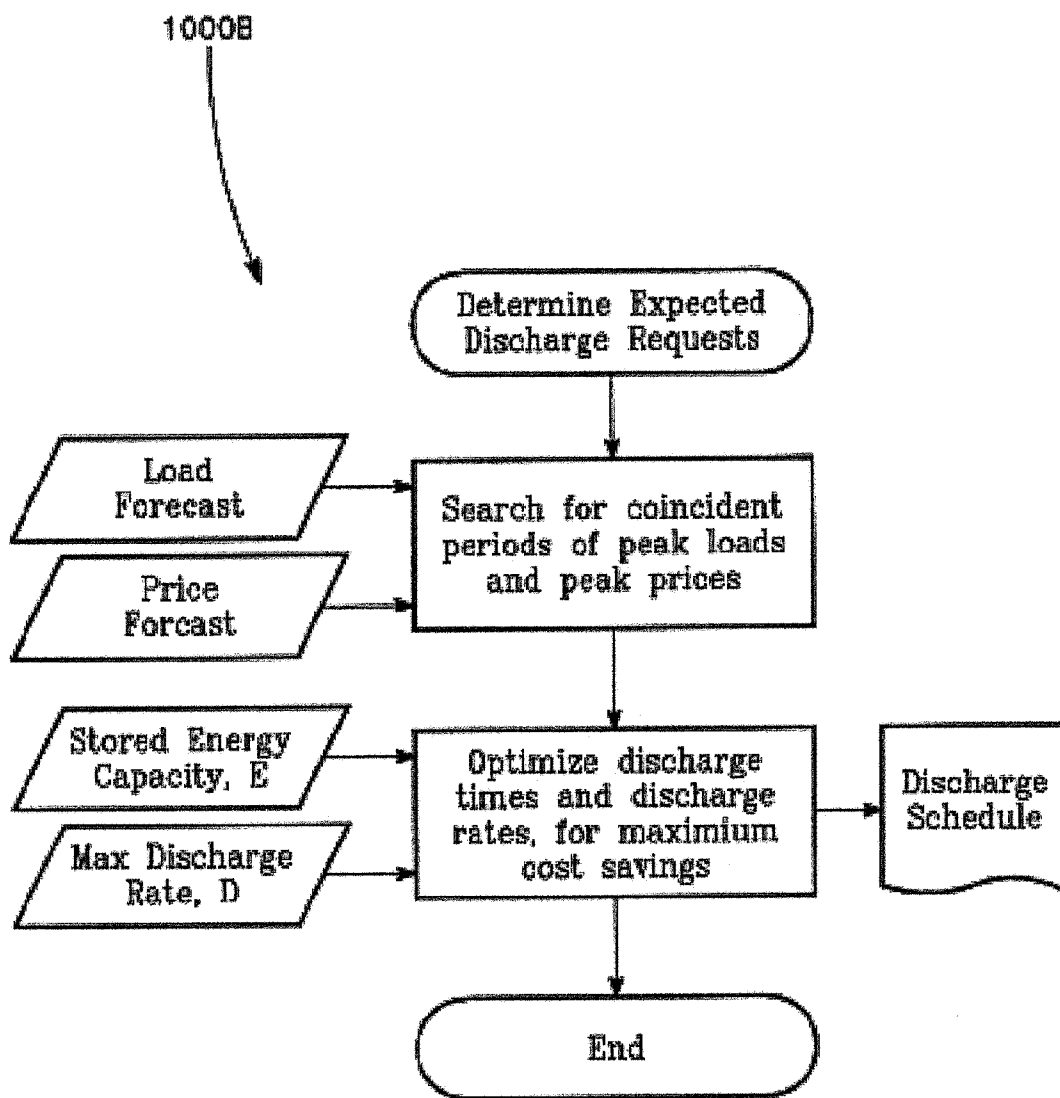 1000B
Determine Expected
Discharge Requests
Load
Forecast
Search for coincident
periods of peak loads
and peak prices
Price
Forcast
Stored Energy
Capacity, E
Optimize discharge
times and discharge
rates, for maximium
cost savings
Discharge
Schedule
Max Discharge
Rate, D
End